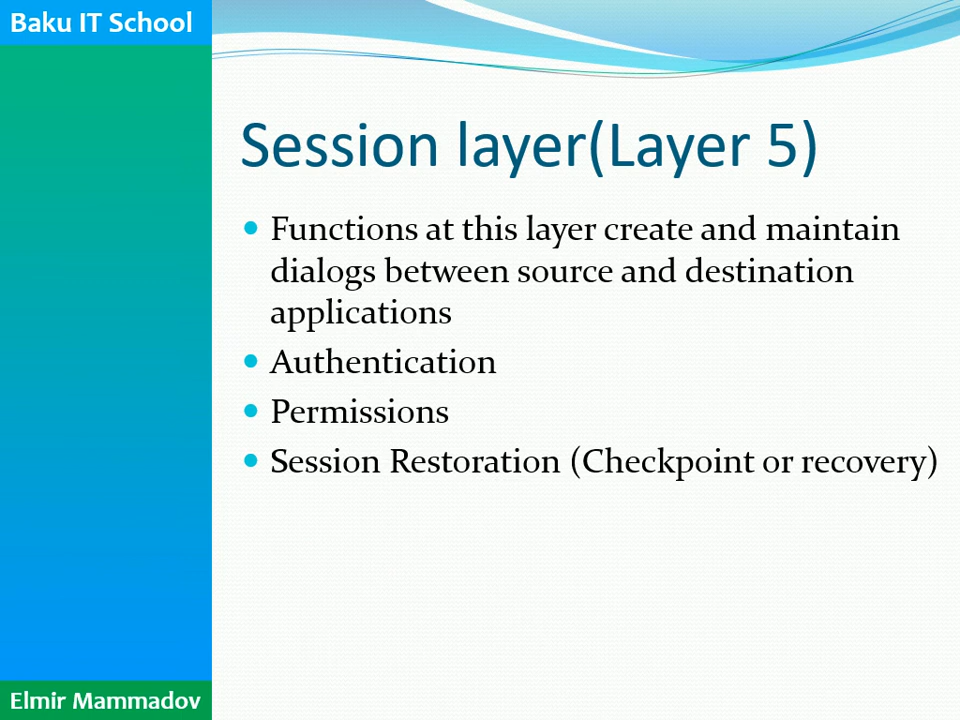 Baku IT School
Session layer(Layer 5)
Functions at this layer create and maintain
dialogs between source and destination
applications
Authentication
Permissions
Session Restoration (Checkpoint or recovery)
Elmir Mammadov